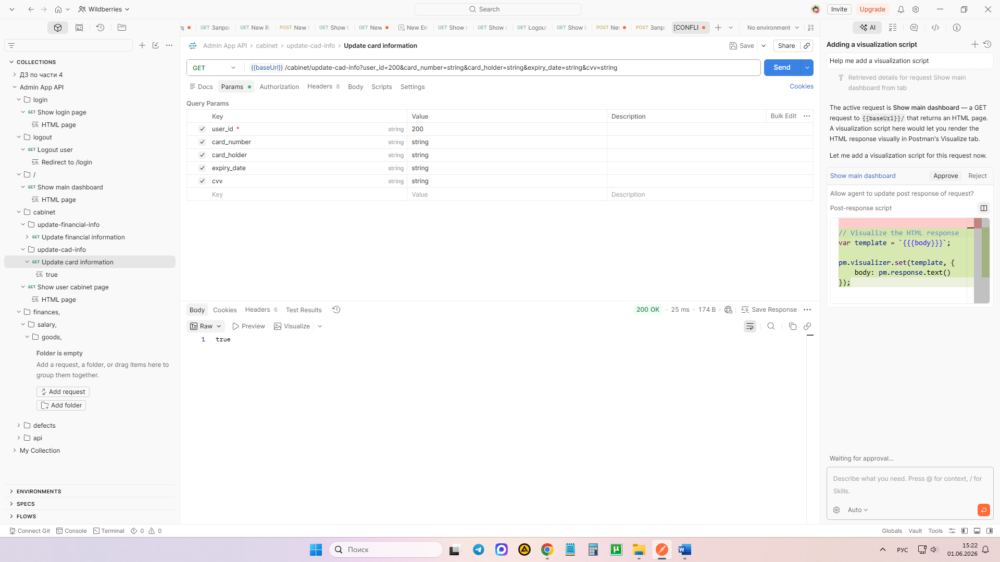 Wildberries
Search
Invite
Upgrade
GET Запрос
GET New R
POST New
GET Show
GET New
New En
GET Show
GET Show
GET Logout
GET Show
POST Ne
POST Запр
[CONFLI
No environment
AI
COLLECTIONS
ДЗ по части 4
Admin App API
login
GET Show login page
HTML page
logout
GET Logout user
Redirect to /login
/
GET Show main dashboard
HTML page
cabinet
update-financial-info
GET Update financial information
update-cad-info
GET Update card information
true
GET Show user cabinet page
HTML page
finances,
salary,
goods,
Folder is empty
Add a request, a folder, or drag items here to
group them together.
Add request
Add folder
defects
api
My Collection
ENVIRONMENTS
SPECS
FLOWS
HTTP Admin App API > cabinet > update-cad-info > Update card information
Save
Share
GET
{{baseUrl}} /cabinet/update-cad-info?user_id=200&card_number=string&card_holder=string&expiry_date=string&cvv=string
Send
Docs Params Authorization Headers 8 Body Scripts Settings
Cookies
Query Params
Key Value Description Bulk Edit
user_id * string 200
card_number string string
card_holder string string
expiry_date string string
cvv string string
Key Value Description
Body Cookies Headers 6 Test Results
200 OK • 25 ms • 174 B
Save Response
Raw Preview Visualize
1 true
Adding a visualization script
Help me add a visualization script
Retrieved details for request Show main
dashboard from tab
The active request is Show main dashboard — a GET
request to {{baseUrl}}/ that returns an HTML page.
A visualization script here would let you render the
HTML response visually in Postman's Visualize tab.
Let me add a visualization script for this request now.
Show main dashboard Approve Reject
Allow agent to update post response of request?
Post-response script
// Visualize the HTML response
var template = `{{{body}}}`;
pm.visualizer.set(template, {
body: pm.response.text()
});
Waiting for approval...
Describe what you need. Press @ for context, / for
Skills.
Auto
Connect Git Console Terminal 0 0
Globals Vault Tools
Поиск
РУС
15:22
01.06.2026